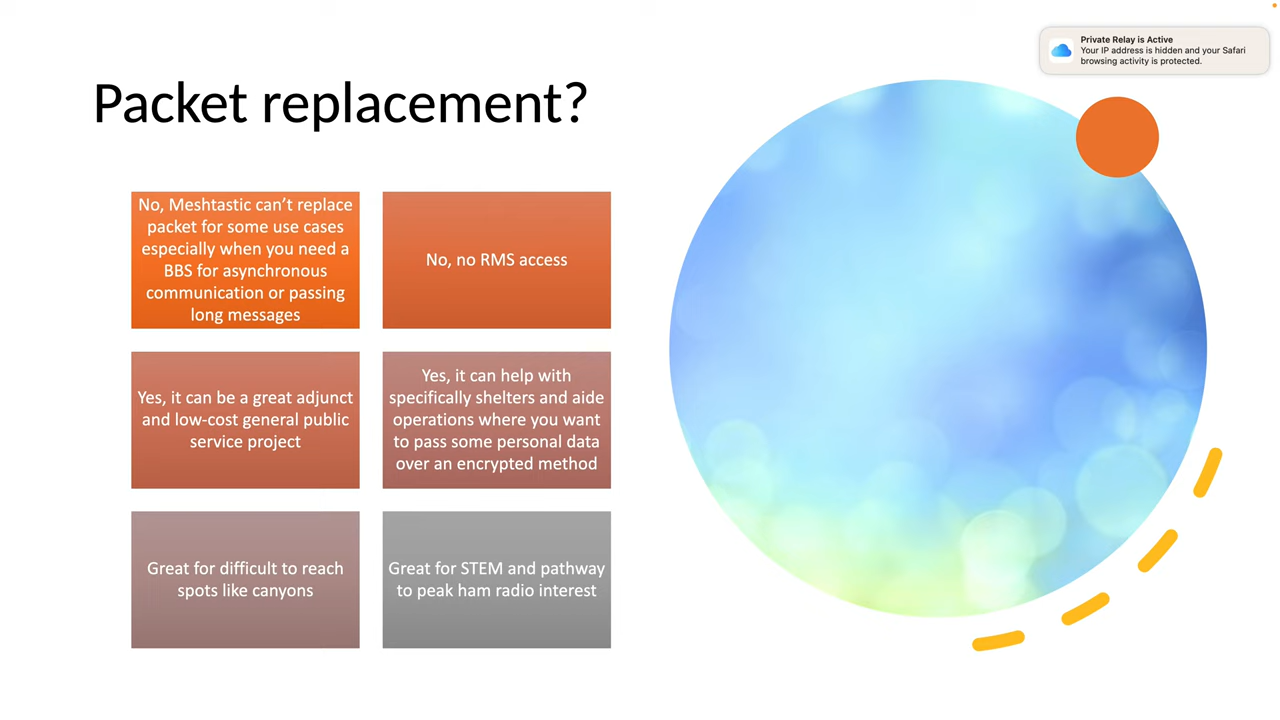 Private Relay is Active
Your IP address is hidden and your Safari
browsing activity is protected.
Packet replacement?
No, Meshtastic can’t replace
packet for some use cases
especially when you need a
BBS for asynchronous
communication or passing
long messages
No, no RMS access
Yes, it can be a great adjunct
and low-cost general public
service project
Yes, it can help with
specifically shelters and aide
operations where you want
to pass some personal data
over an encrypted method
Great for difficult to reach
spots like canyons
Great for STEM and pathway
to peak ham radio interest